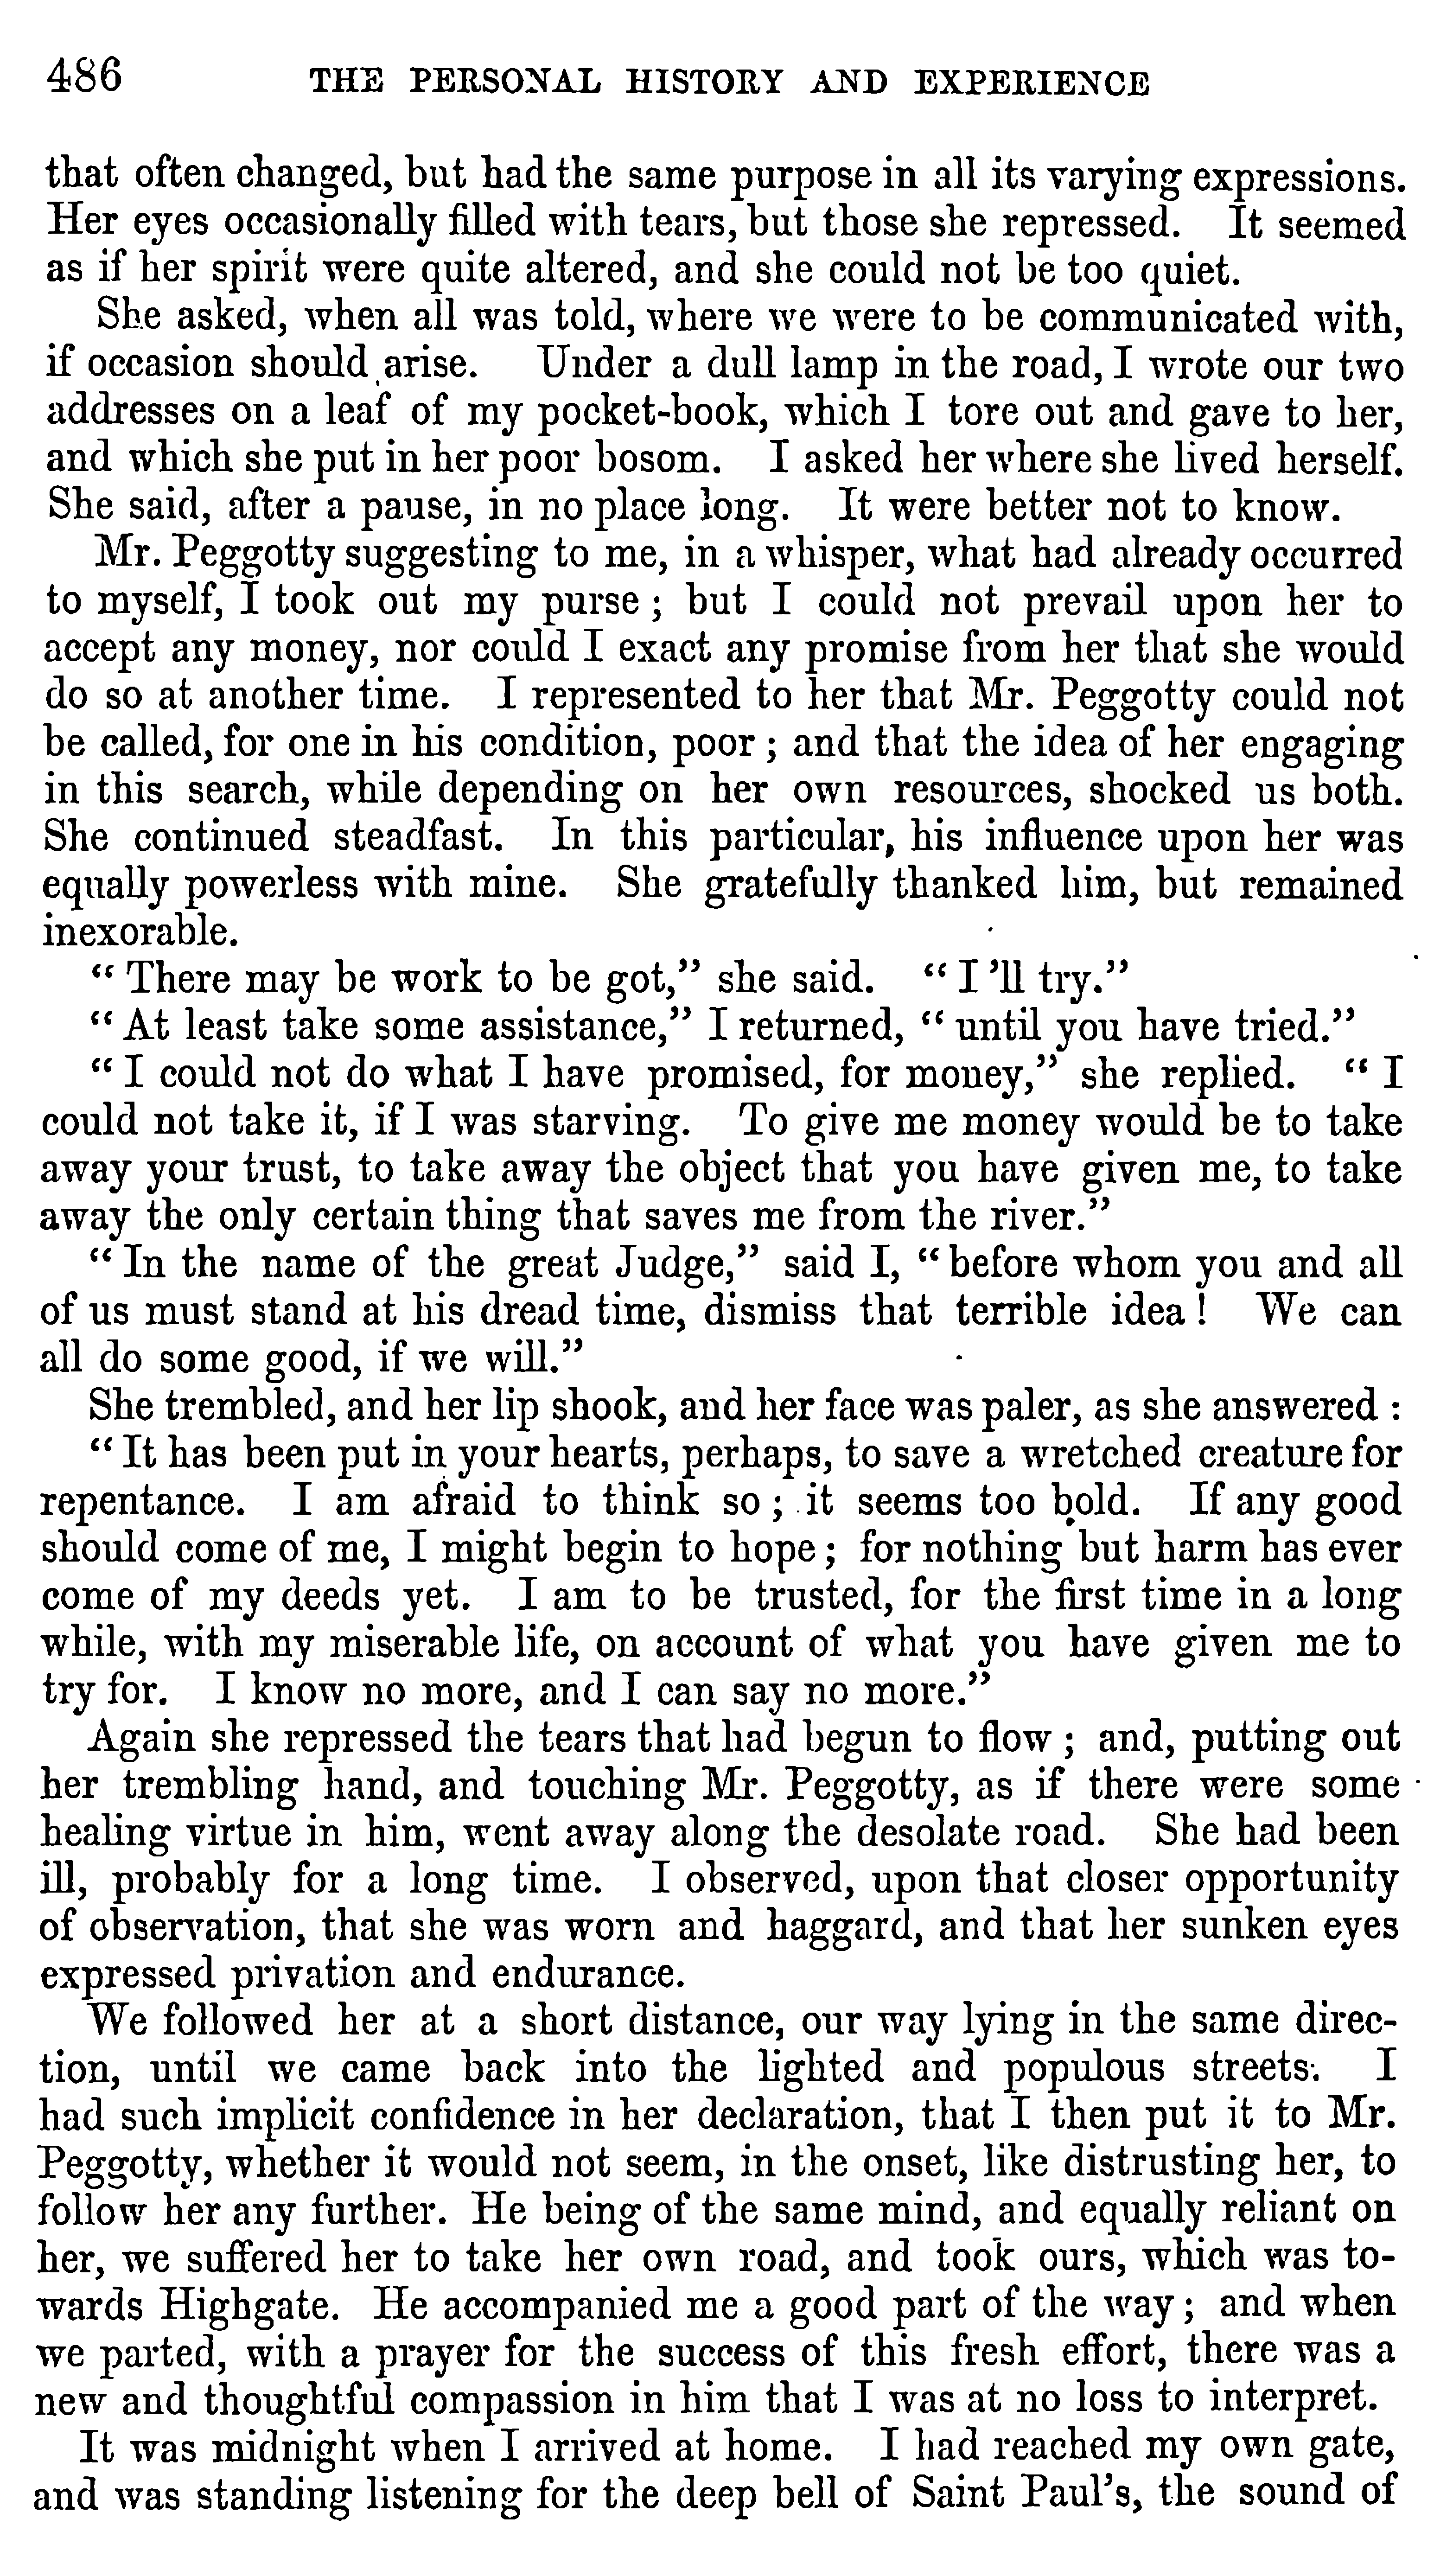 486 THE PERSONAL HISTORY AND EXPERIENCE
that often changed, but had the same purpose in all its varying expressions.
Her eyes occasionally filled with tears, but those she repressed. It seemed
as if her spirit were quite altered, and she could not be too quiet.
She asked, when all was told, where we were to be communicated with,
if occasion should arise. Under a dull lamp in the road, I wrote our two
addresses on a leaf of my pocket-book, which I tore out and gave to her,
and which she put in her poor bosom. I asked her where she lived herself.
She said, after a pause, in no place long. It were better not to know.
Mr. Peggotty suggesting to me, in a whisper, what had already occurred
to myself, I took out my purse; but I could not prevail upon her to
accept any money, nor could I exact any promise from her that she would
do so at another time. I represented to her that Mr. Peggotty could not
be called, for one in his condition, poor; and that the idea of her engaging
in this search, while depending on her own resources, shocked us both.
She continued steadfast. In this particular, his influence upon her was
equally powerless with mine. She gratefully thanked him, but remained
inexorable.
“There may be work to be got,” she said. “I'll try.”
“At least take some assistance,” I returned, “until you have tried.”
“I could not do what I have promised, for money,” she replied. “I
could not take it, if I was starving. To give me money would be to take
away your trust, to take away the object that you have given me, to take
away the only certain thing that saves me from the river.”
“In the name of the great Judge,” said I, “before whom you and all
of us must stand at his dread time, dismiss that terrible idea! We can
all do some good, if we will.”
She trembled, and her lip shook, and her face was paler, as she answered:
“It has been put in your hearts, perhaps, to save a wretched creature for
repentance. I am afraid to think so; it seems too bold. If any good
should come of me, I might begin to hope; for nothing but harm has ever
come of my deeds yet. I am to be trusted, for the first time in a long
while, with my miserable life, on account of what you have given me to
try for. I know no more, and I can say no more.”
Again she repressed the tears that had begun to flow; and, putting out
her trembling hand, and touching Mr. Peggotty, as if there were some
healing virtue in him, went away along the desolate road. She had been
ill, probably for a long time. I observed, upon that closer opportunity
of observation, that she was worn and haggard, and that her sunken eyes
expressed privation and endurance.
We followed her at a short distance, our way lying in the same direc-
tion, until we came back into the lighted and populous streets. I
had such implicit confidence in her declaration, that I then put it to Mr.
Peggotty, whether it would not seem, in the onset, like distrusting her, to
follow her any further. He being of the same mind, and equally reliant on
her, we suffered her to take her own road, and took ours, which was to-
wards Highgate. He accompanied me a good part of the way; and when
we parted, with a prayer for the success of this fresh effort, there was a
new and thoughtful compassion in him that I was at no loss to interpret.
It was midnight when I arrived at home. I had reached my own gate,
and was standing listening for the deep bell of Saint Paul's, the sound of